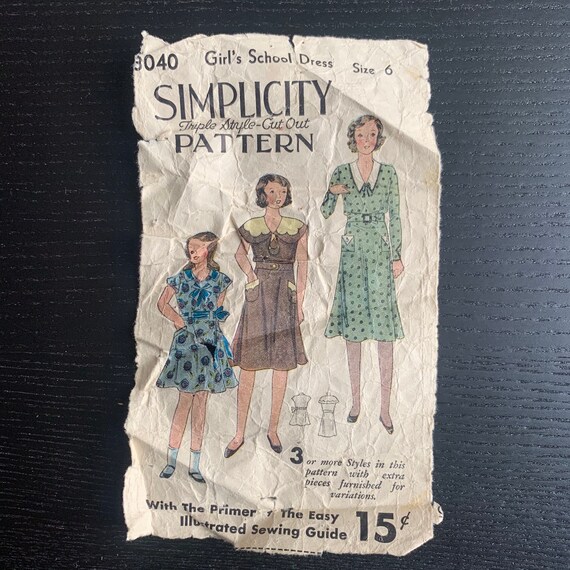 3040 Girl's School Dress Size 6
SIMPLICITY
Triple Style-Cut Out
PATTERN
3 or more Styles in this
pattern with extra
pieces furnished for
variations.
With The Primer The Easy
Illustrated Sewing Guide 15¢